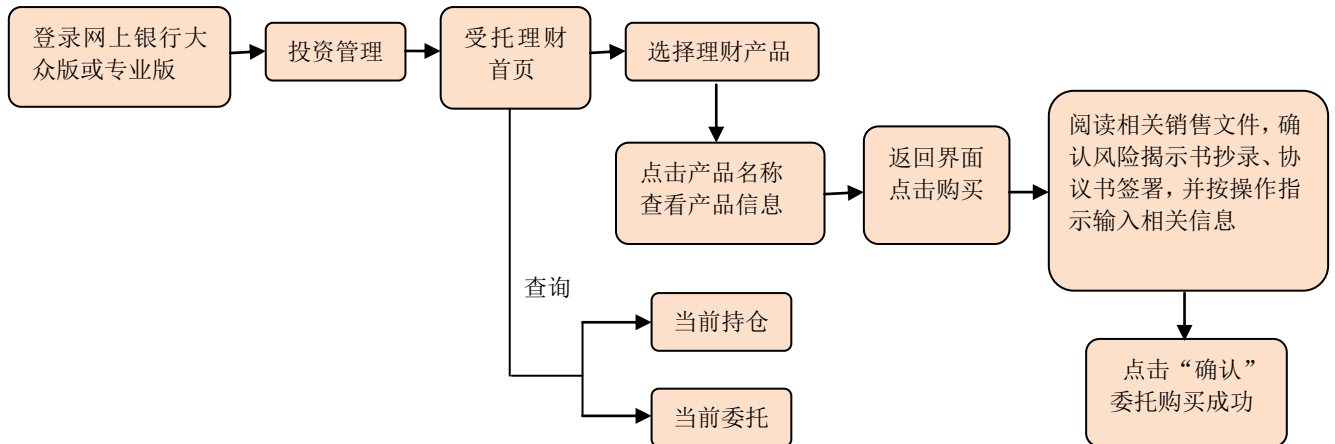 登录网上银行大
众版或专业版
投资管理
受托理财
首页
选择理财产品
点击产品名称
查看产品信息
返回界面
点击购买
阅读相关销售文件，确
认风险揭示书抄录、协
议书签署，并按操作指
示输入相关信息
点击“确认”
委托购买成功
查询
当前持仓
当前委托